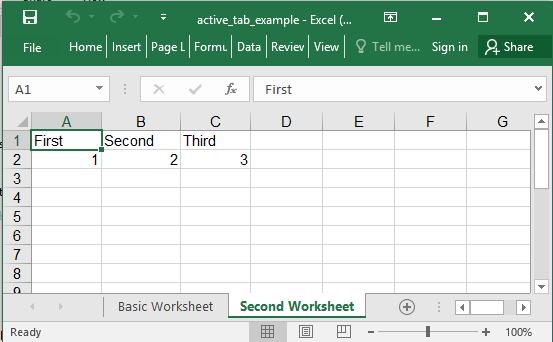 active_tab_example - Excel (...
File Home Insert Page L Formu Data Review View Tell me... Sign in Share
A1 fx First
A B C D E F G
1 First Second Third
2 1 2 3
3
4
5
6
7
8
9
Basic Worksheet Second Worksheet
Ready 100%